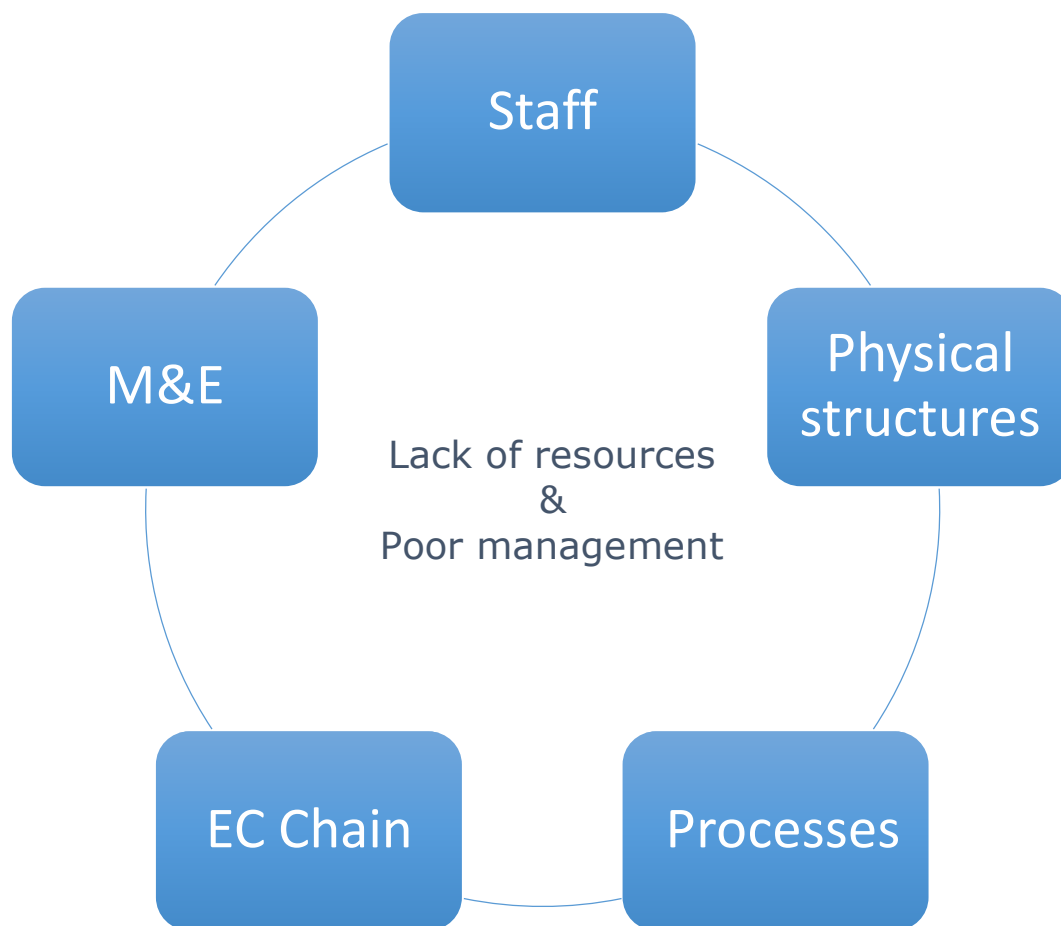 Staff
M&E
Physical
structures
Lack of resources
&
Poor management
EC Chain
Processes